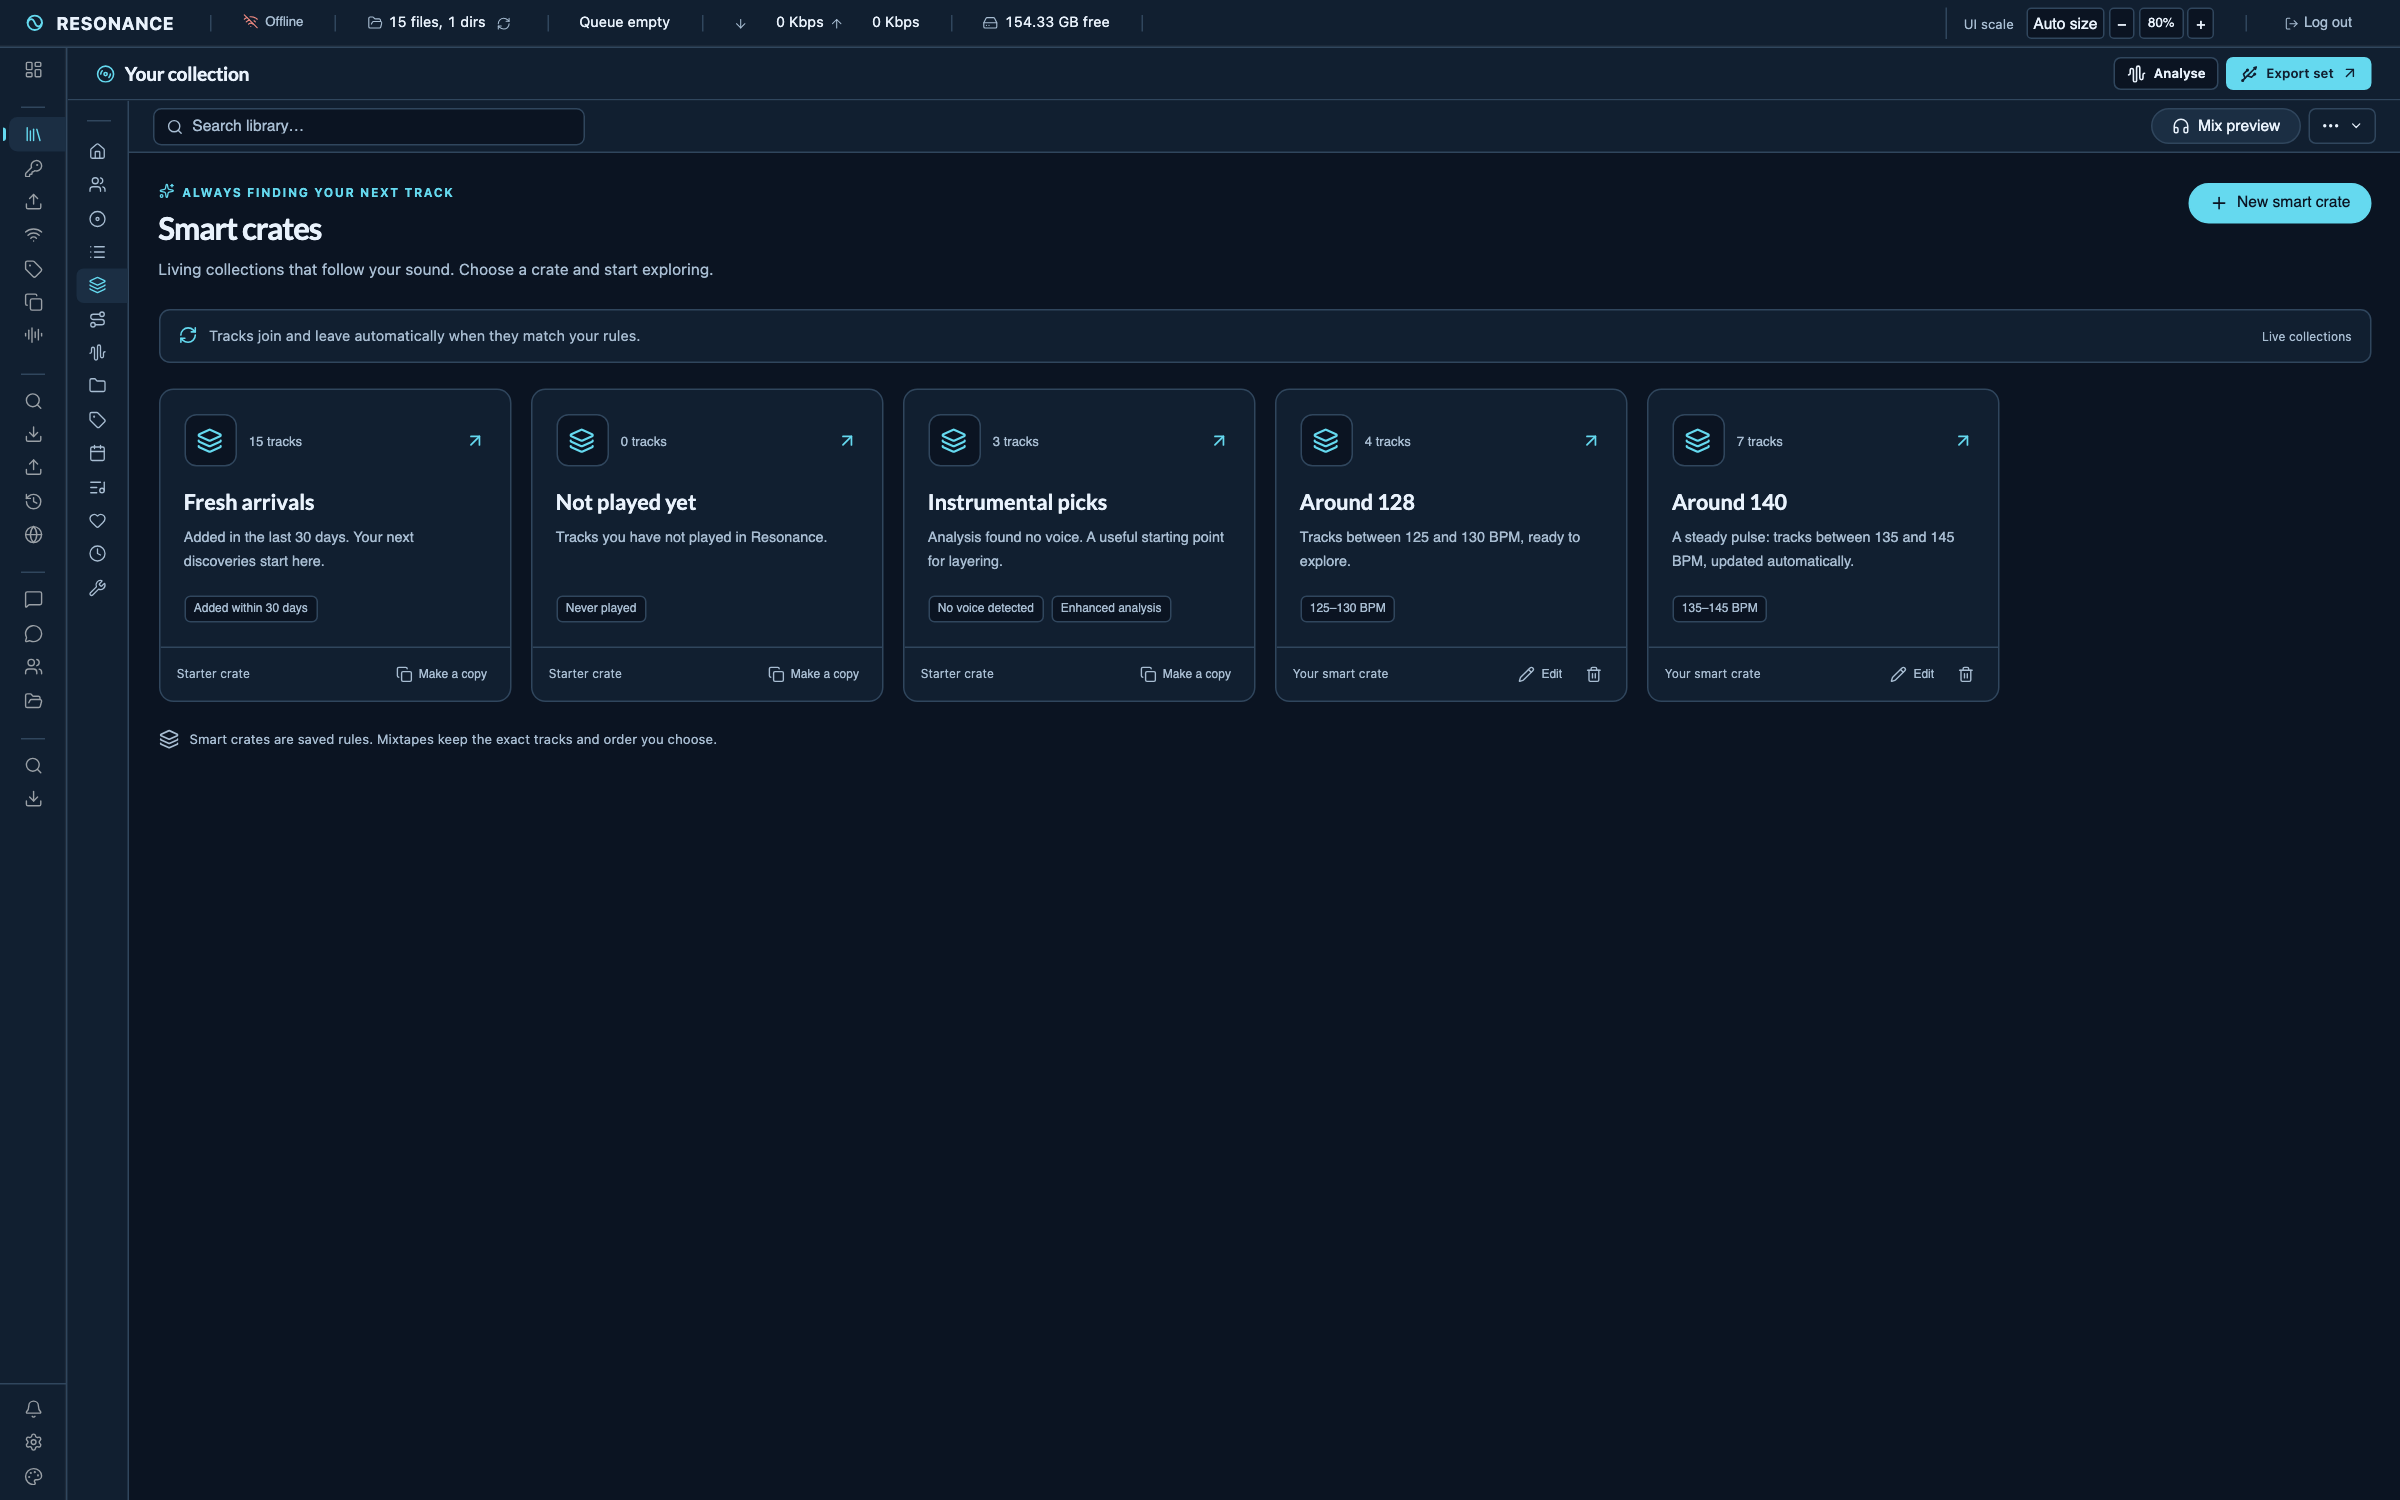 RESONANCE
Offline
15 files, 1 dirs
Queue empty
0 Kbps
0 Kbps
154.33 GB free
UI scale
Auto size
–
80%
+
Log out
Your collection
Analyse
Export set
Search library…
Mix preview
ALWAYS FINDING YOUR NEXT TRACK
Smart crates
Living collections that follow your sound. Choose a crate and start exploring.
New smart crate
Tracks join and leave automatically when they match your rules.
Live collections
15 tracks
Fresh arrivals
Added in the last 30 days. Your next
discoveries start here.
Added within 30 days
Starter crate
Make a copy
0 tracks
Not played yet
Tracks you have not played in Resonance.
Never played
Starter crate
Make a copy
3 tracks
Instrumental picks
Analysis found no voice. A useful starting point
for layering.
No voice detected
Enhanced analysis
Starter crate
Make a copy
4 tracks
Around 128
Tracks between 125 and 130 BPM, ready to
explore.
125–130 BPM
Your smart crate
Edit
7 tracks
Around 140
A steady pulse: tracks between 135 and 145
BPM, updated automatically.
135–145 BPM
Your smart crate
Edit
Smart crates are saved rules. Mixtapes keep the exact tracks and order you choose.